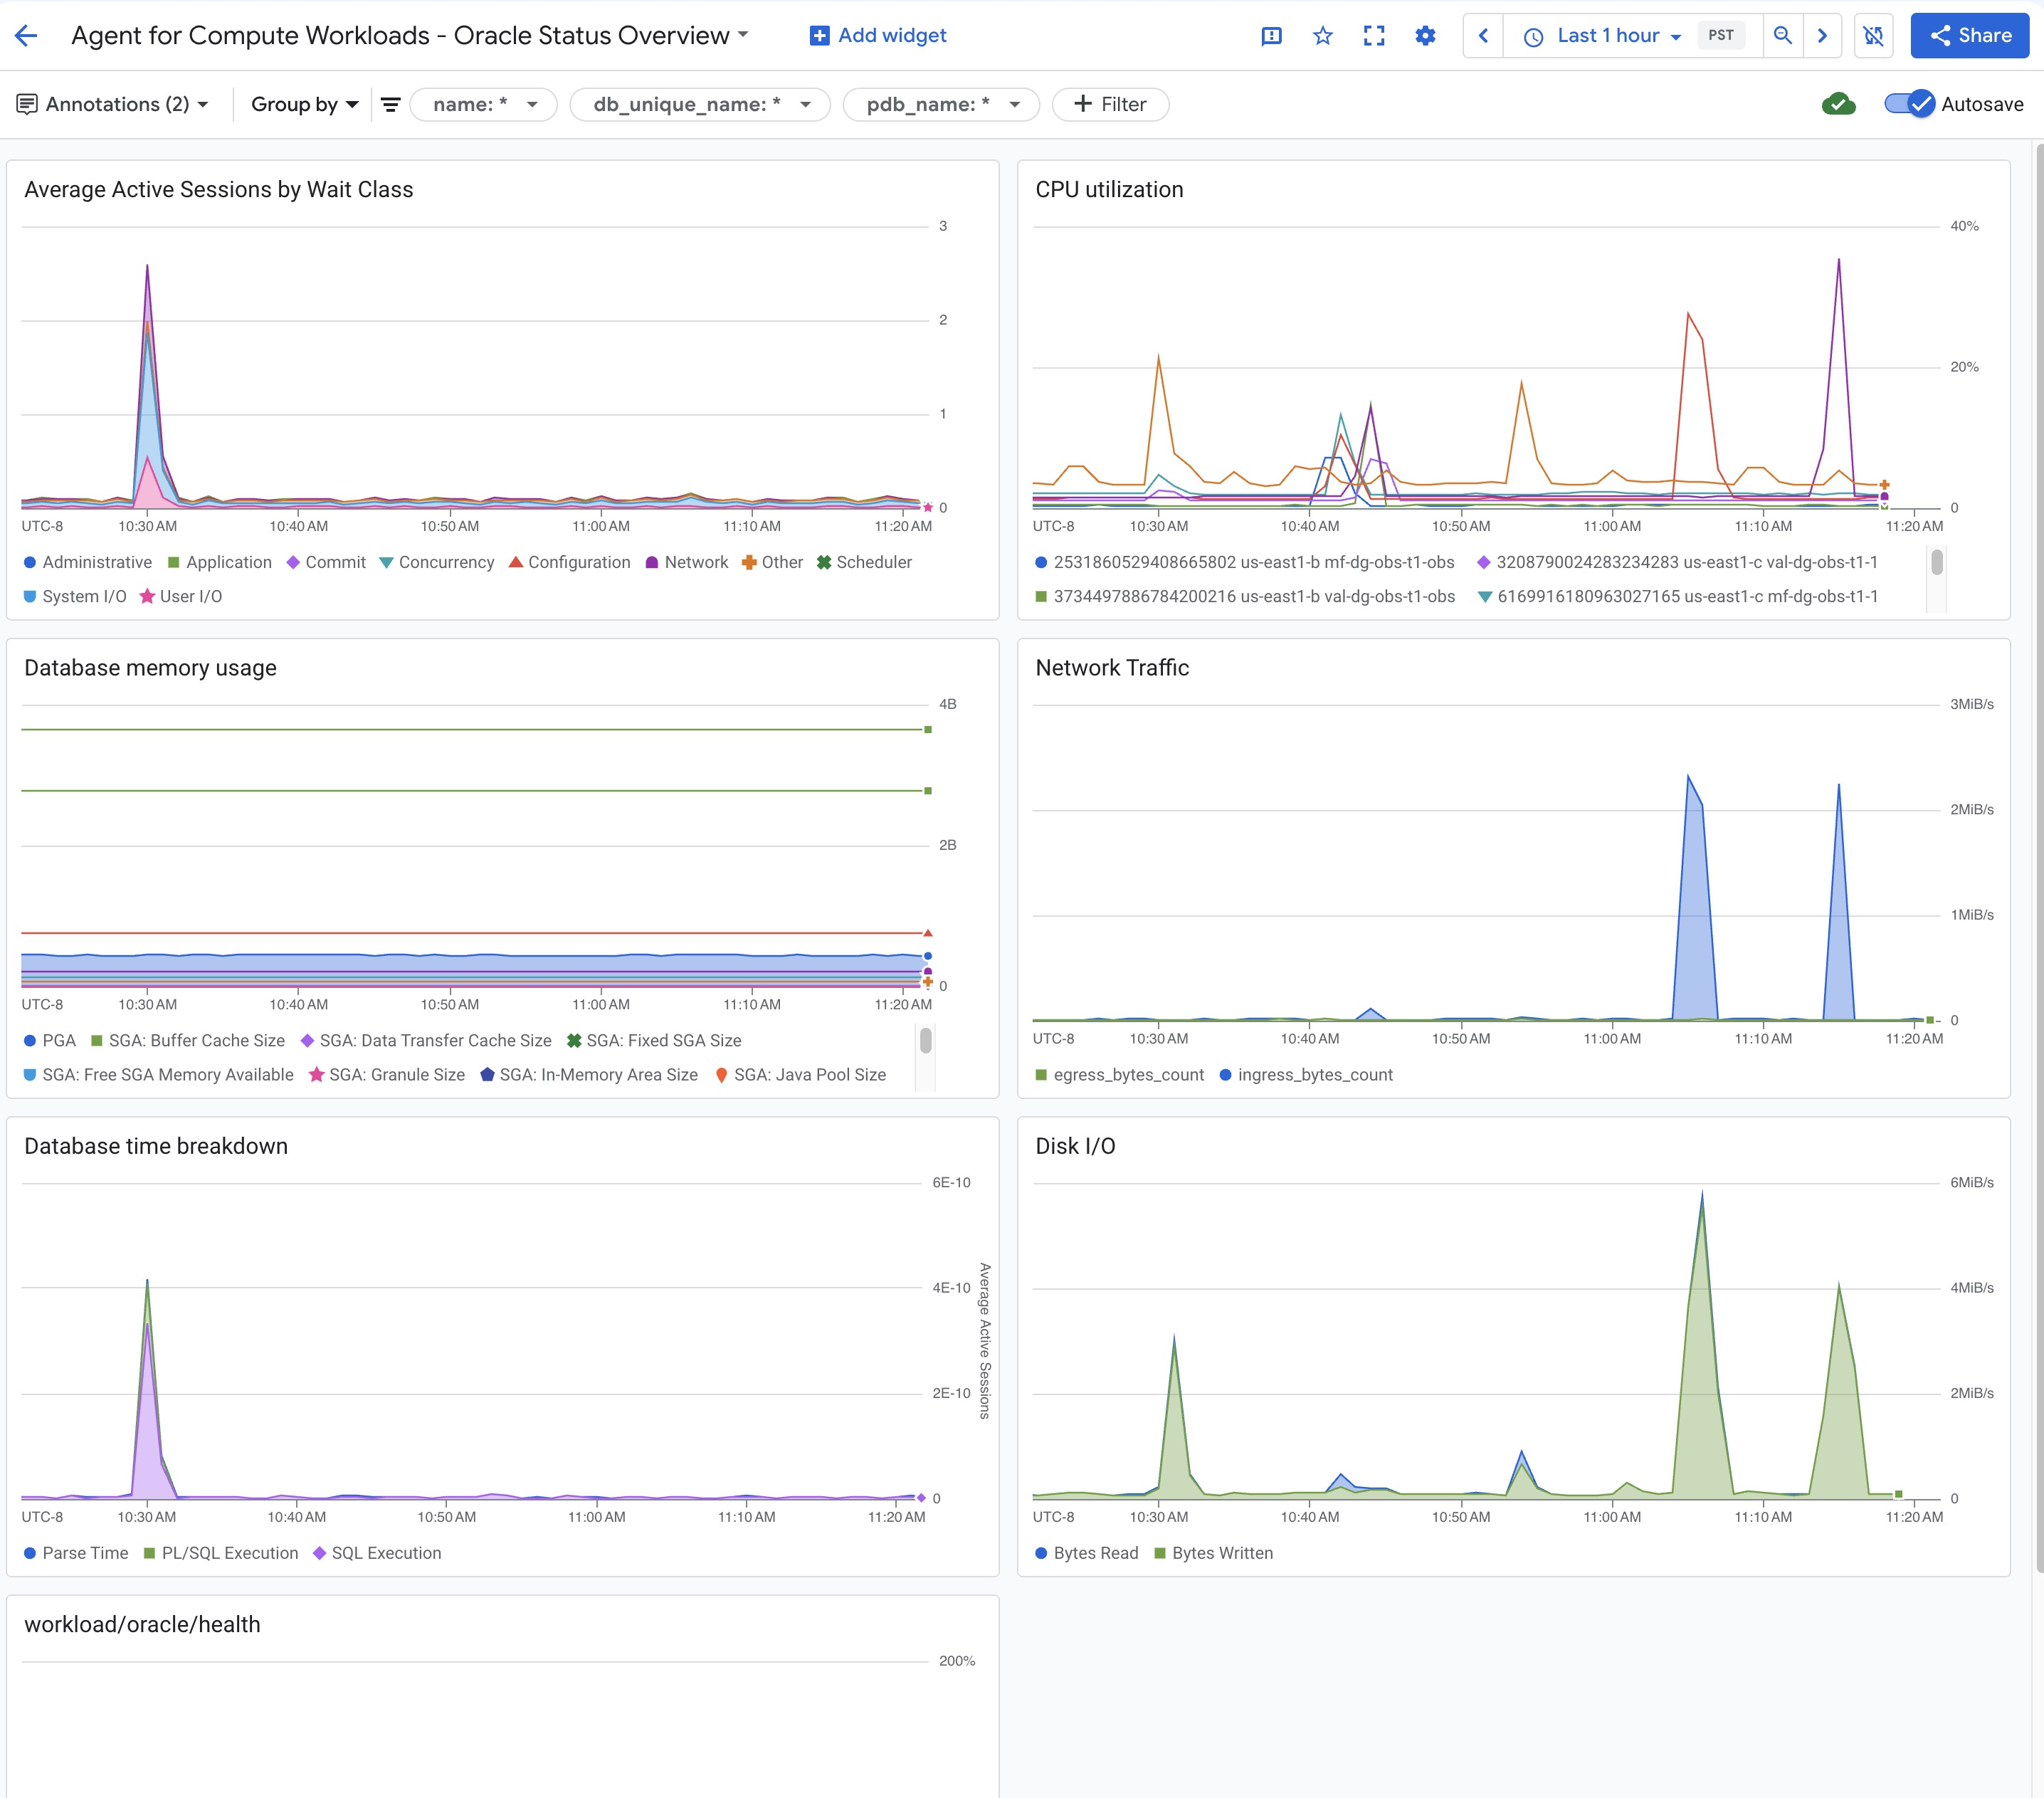 Agent for Compute Workloads - Oracle Status Overview
Add widget
Last 1 hour
PST
Share
Annotations (2)
Group by
name: *
db_unique_name: *
pdb_name: *
Filter
Autosave
Average Active Sessions by Wait Class
3
2
1
0
UTC-8 10:30 AM 10:40 AM 10:50 AM 11:00 AM 11:10 AM 11:20 AM
Administrative Application Commit Concurrency Configuration Network Other Scheduler
System I/O User I/O
CPU utilization
40%
20%
0
UTC-8 10:30 AM 10:40 AM 10:50 AM 11:00 AM 11:10 AM 11:20 AM
2531860529408665802 us-east1-b mf-dg-obs-t1-obs 3208790024283234283 us-east1-c val-dg-obs-t1-1
3734497886784200216 us-east1-b val-dg-obs-t1-obs 6169916180963027165 us-east1-c mf-dg-obs-t1-1
Database memory usage
4B
2B
0
UTC-8 10:30 AM 10:40 AM 10:50 AM 11:00 AM 11:10 AM 11:20 AM
PGA SGA: Buffer Cache Size SGA: Data Transfer Cache Size SGA: Fixed SGA Size
SGA: Free SGA Memory Available SGA: Granule Size SGA: In-Memory Area Size SGA: Java Pool Size
Network Traffic
3MiB/s
2MiB/s
1MiB/s
0
UTC-8 10:30 AM 10:40 AM 10:50 AM 11:00 AM 11:10 AM 11:20 AM
egress_bytes_count ingress_bytes_count
Database time breakdown
6E-10
4E-10
2E-10
0
Average Active Sessions
UTC-8 10:30 AM 10:40 AM 10:50 AM 11:00 AM 11:10 AM 11:20 AM
Parse Time PL/SQL Execution SQL Execution
Disk I/O
6MiB/s
4MiB/s
2MiB/s
0
UTC-8 10:30 AM 10:40 AM 10:50 AM 11:00 AM 11:10 AM 11:20 AM
Bytes Read Bytes Written
workload/oracle/health
200%